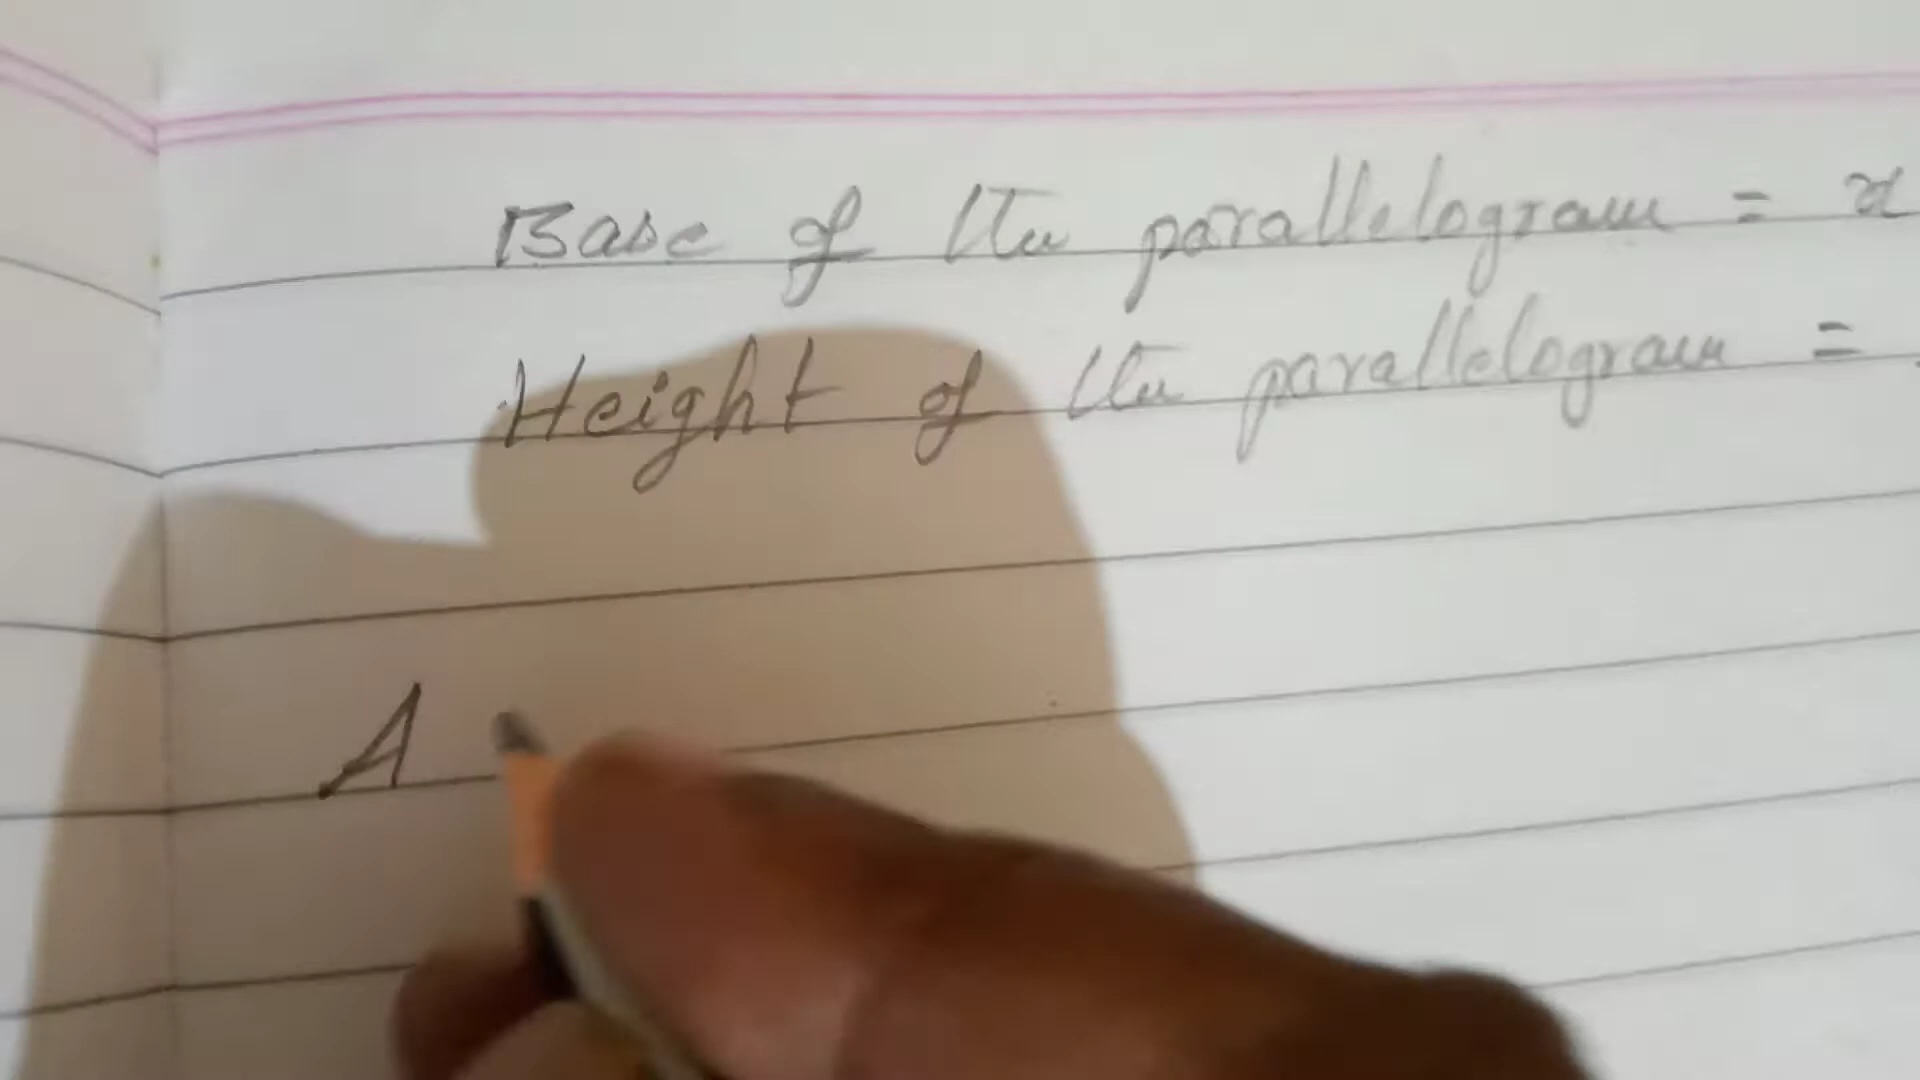 Base of the parallelogram = x
Height of the parallelogram =
A